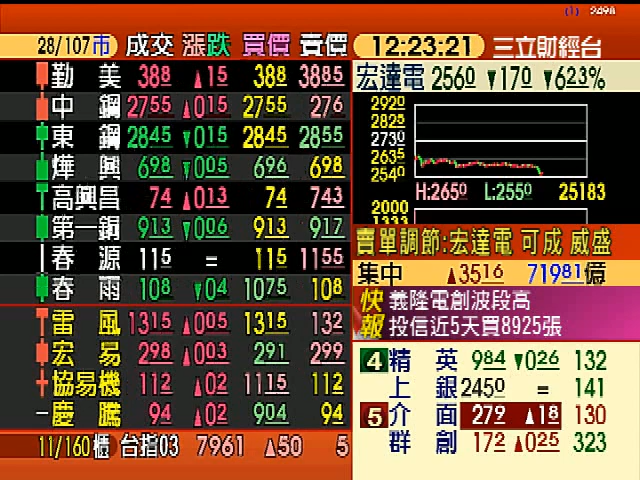 (1) 2498
28/107市 成交 漲跌 買價 賣價
勤美 388 ▲15 388 3885
中鋼 2755 ▲015 2755 276
東鋼 2845 ▼015 2845 2855
燁興 698 ▼005 696 698
高興昌 74 ▲013 74 743
第一銅 913 ▼006 913 917
春源 115 = 115 1155
春雨 108 ▼04 1075 108
雷風 1315 ▲005 1315 132
宏易 298 ▲003 291 299
協易機 112 ▲02 1115 112
慶騰 94 ▲02 904 94
11/160櫃 台指03 7961 ▲50 5
12:23:21 三立財經台
宏達電 2560 ▼170 ▼623%
2920
2825
2730
2635
2540
H:2650 L:2550 25183
2000
1333
賣單調節:宏達電 可成 威盛
集中 ▲3516 71981億
快報 義隆電創波段高
投信近5天買8925張
4 精英 984 ▼026 132
上銀 2450 = 141
5 介面 279 ▲18 130
群創 172 ▲025 323